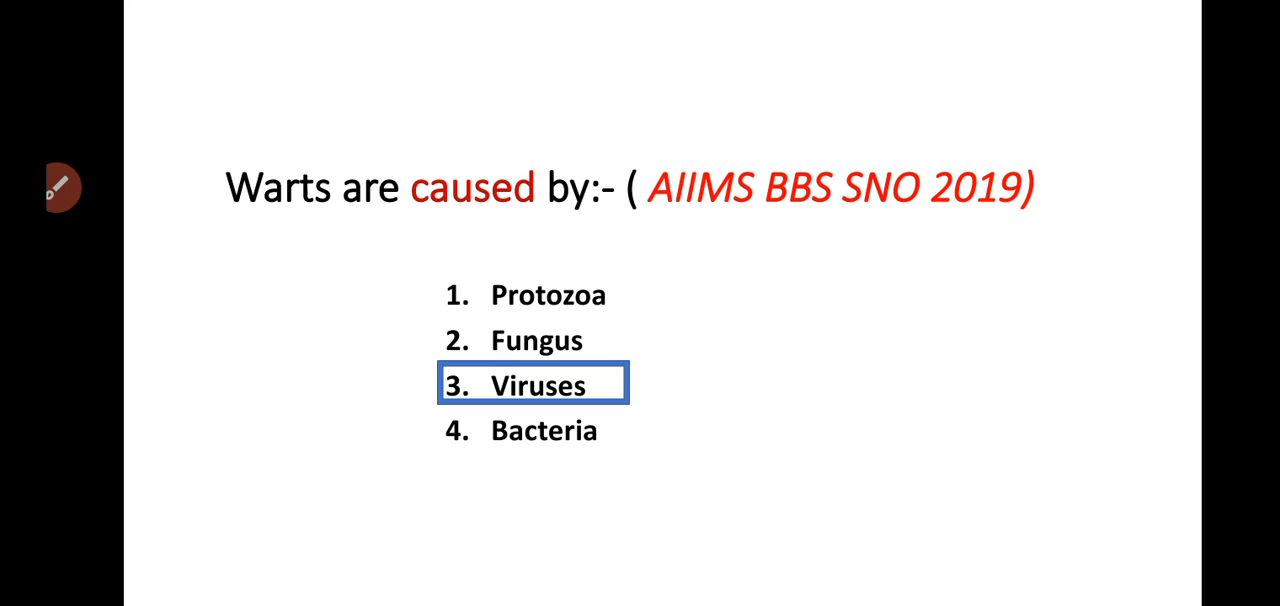 Warts are caused by:- ( AIIMS BBS SNO 2019)
1. Protozoa
2. Fungus
3. Viruses
4. Bacteria